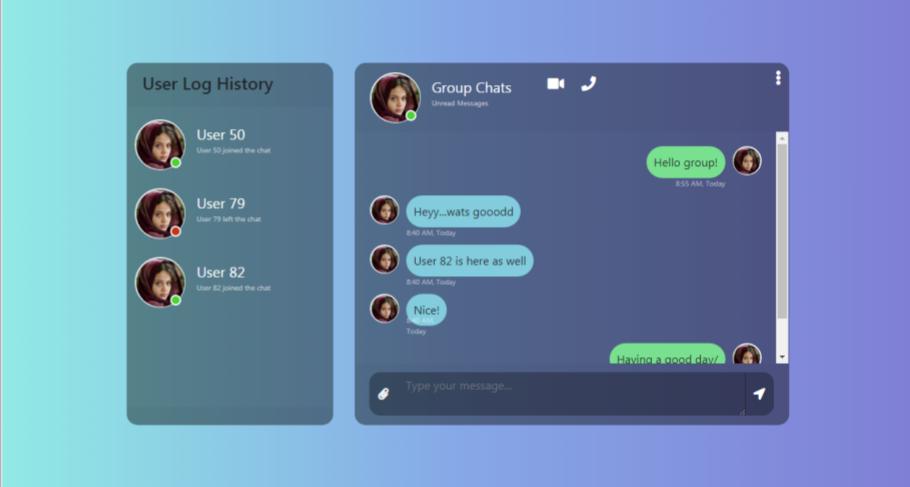 User Log History
User 50
User 50 joined the chat
User 79
User 79 left the chat
User 82
User 82 joined the chat
Group Chats
Unread Messages
Hello group!
8:55 AM, Today
Heyy...wats gooodd
8:40 AM, Today
User 82 is here as well
8:40 AM, Today
Nice!
8:40 AM,
Today
Having a good day/
Type your message...